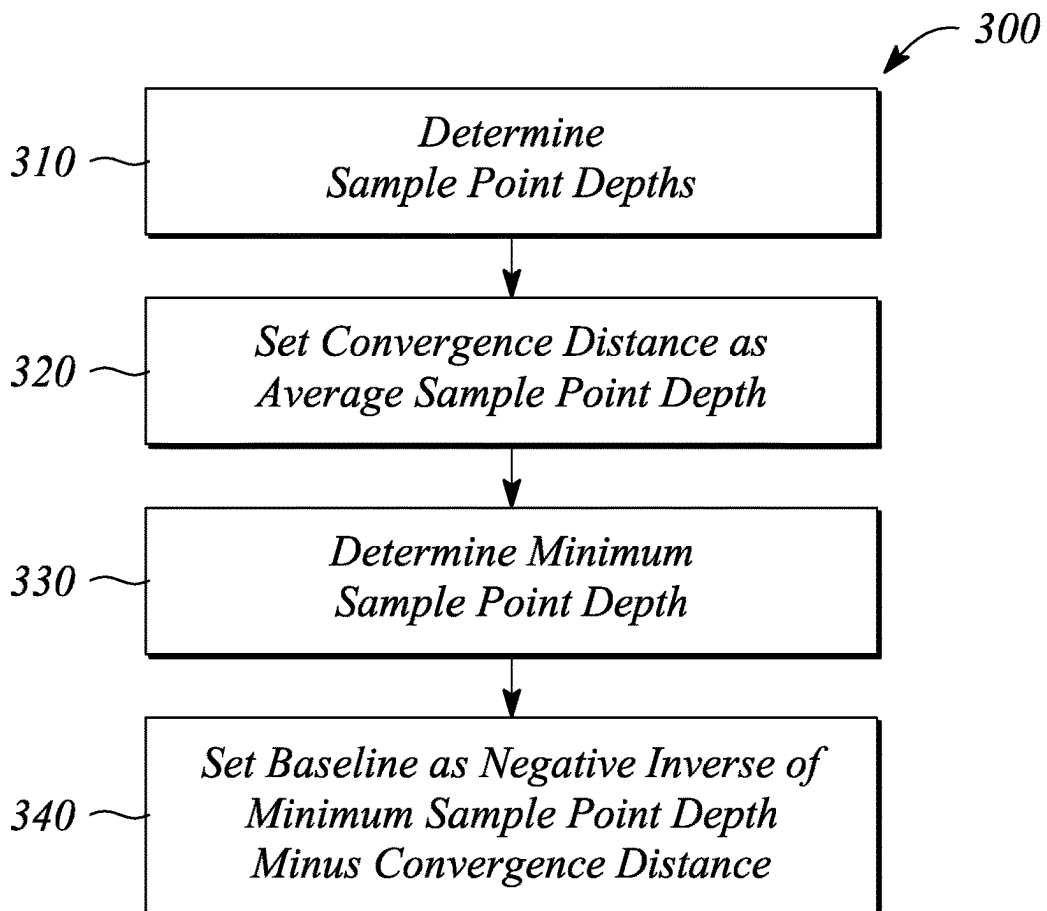 300
310
Determine
Sample Point Depths
320
Set Convergence Distance as
Average Sample Point Depth
330
Determine Minimum
Sample Point Depth
340
Set Baseline as Negative Inverse of
Minimum Sample Point Depth
Minus Convergence Distance